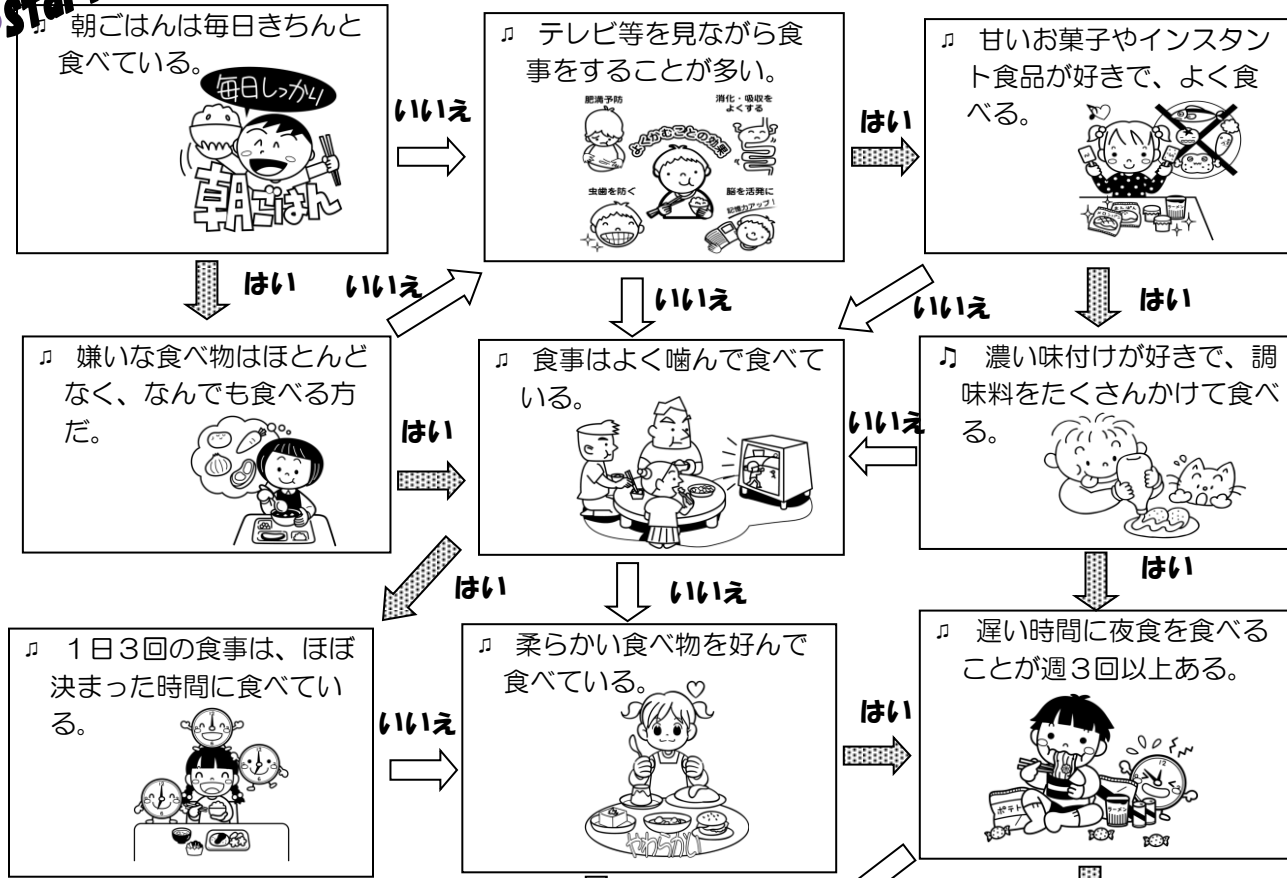 start
♫ 朝ごはんは毎日きちんと
食べている。
毎日しっかり
朝ごはん
いいえ
♫ テレビ等を見ながら食
事をすることが多い。
肥満予防
消化・吸収を
よくする
よくかむことの効果
虫歯を防ぐ
脳を活発に
記憶力アップ！
はい
♫ 甘いお菓子やインスタン
ト食品が好きで、よく食
べる。
ラーメン
はい
いいえ
いいえ
いいえ
はい
♫ 嫌いな食べ物はほとんど
なく、なんでも食べる方
だ。
はい
♫ 食事はよく噛んで食べて
いる。
いいえ
♫ 濃い味付けが好きで、調
味料をたくさんかけて食べ
る。
はい
いいえ
はい
♫ １日３回の食事は、ほぼ
決まった時間に食べてい
る。
いいえ
♫ 柔らかい食べ物を好んで
食べている。
やわらかい
はい
♫ 遅い時間に夜食を食べる
ことが週３回以上ある。
ポテト
ラーメン